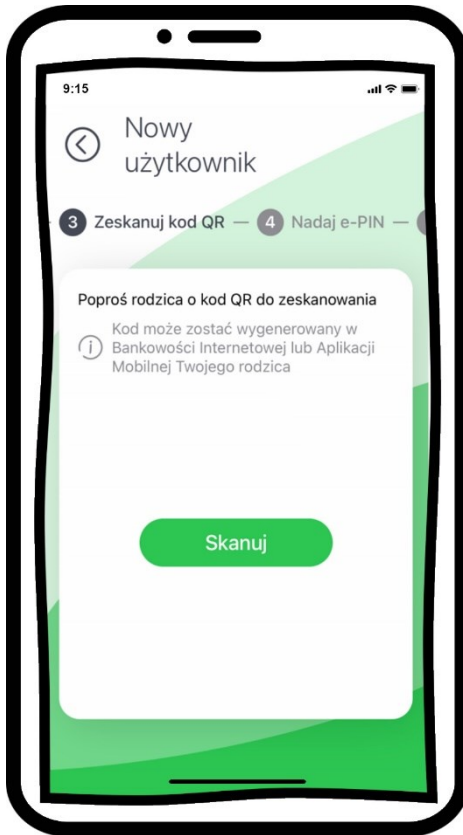 9:15
Nowy
użytkownik
3 Zeskanuj kod QR — 4 Nadaj e-PIN —
Poproś rodzica o kod QR do zeskanowania
Kod może zostać wygenerowany w
Bankowości Internetowej lub Aplikacji
Mobilnej Twojego rodzica
Skanuj